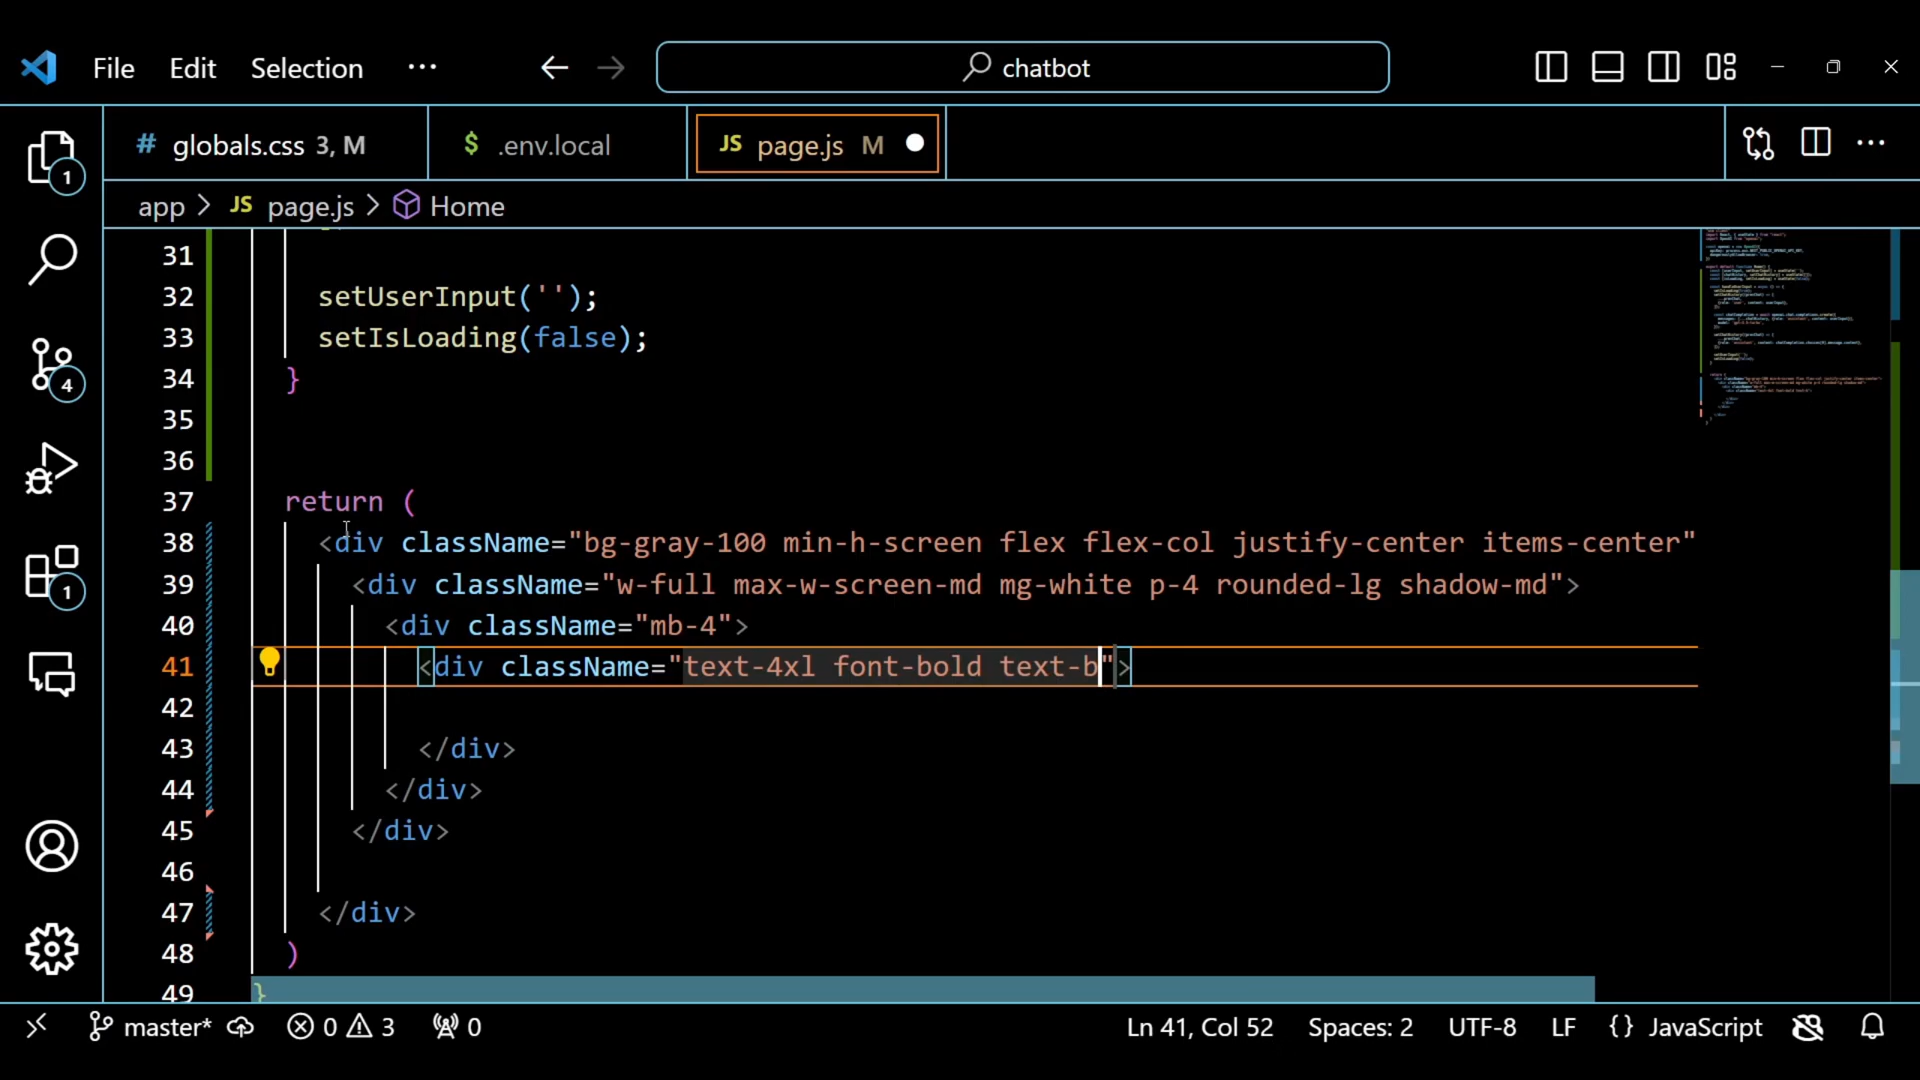 File Edit Selection ··· chatbot
# globals.css 3, M $ .env.local JS page.js M
app > JS page.js > Home
31
32 setUserInput('');
33 setIsLoading(false);
34 }
35
36
37 return (
38 <div className="bg-gray-100 min-h-screen flex flex-col justify-center items-center"
39 <div className="w-full max-w-screen-md mg-white p-4 rounded-lg shadow-md">
40 <div className="mb-4">
41 <div className="text-4xl font-bold text-b">
42
43 </div>
44 </div>
45 </div>
46
47 </div>
48 )
49 }
1
4
1
master* 0 3 0 Ln 41, Col 52 Spaces: 2 UTF-8 LF {} JavaScript